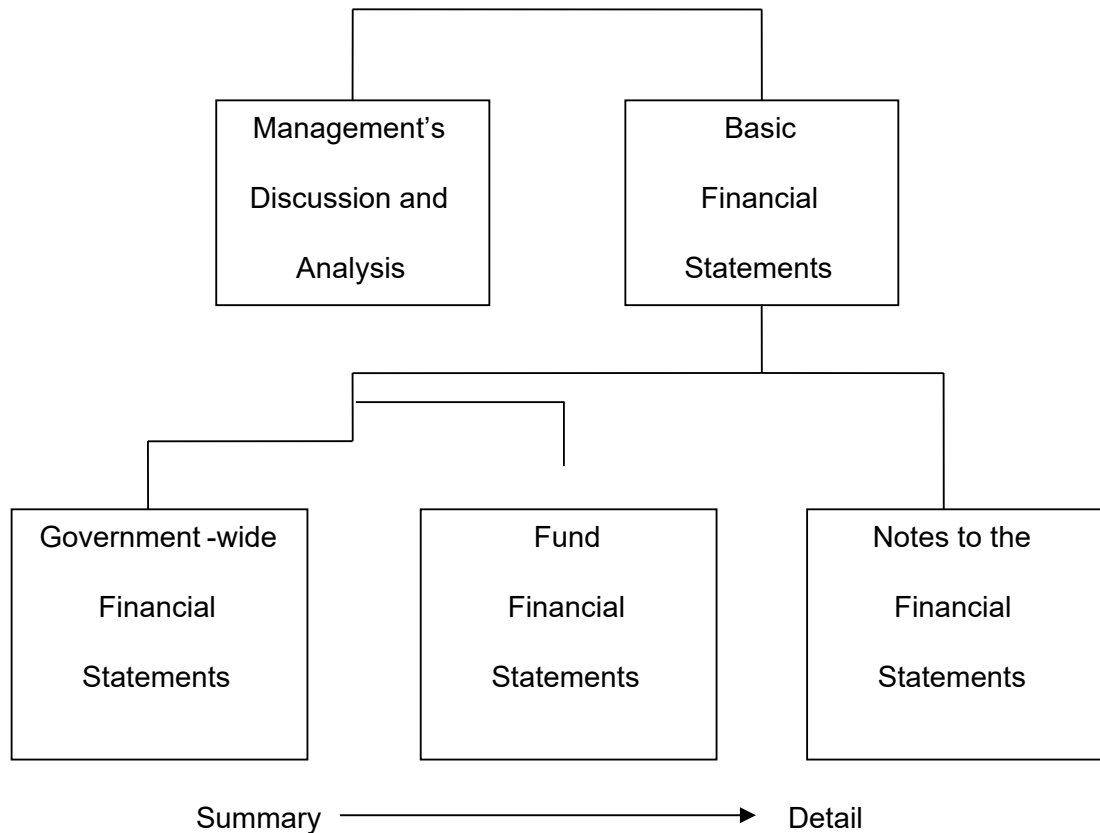 Management’s
Discussion and
Analysis
Basic
Financial
Statements
Government -wide
Financial
Statements
Fund
Financial
Statements
Notes to the
Financial
Statements
Summary
Detail